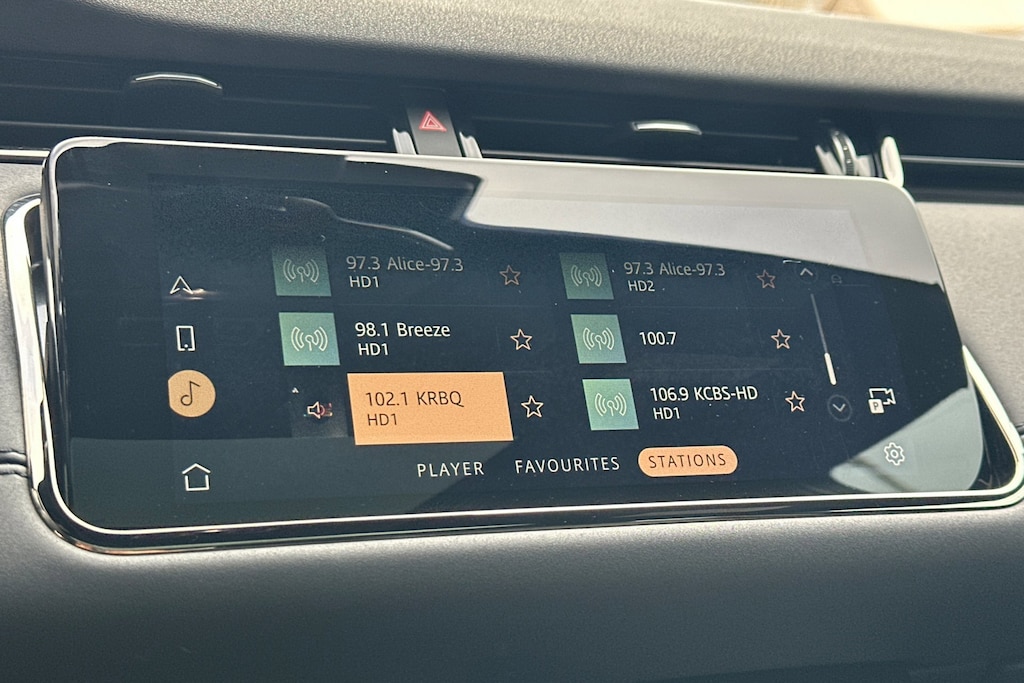 97.3 Alice-97.3
HD1
97.3 Alice-97.3
HD2
98.1 Breeze
HD1
100.7
102.1 KRBQ
HD1
106.9 KCBS-HD
HD1
P
PLAYER
FAVOURITES
STATIONS